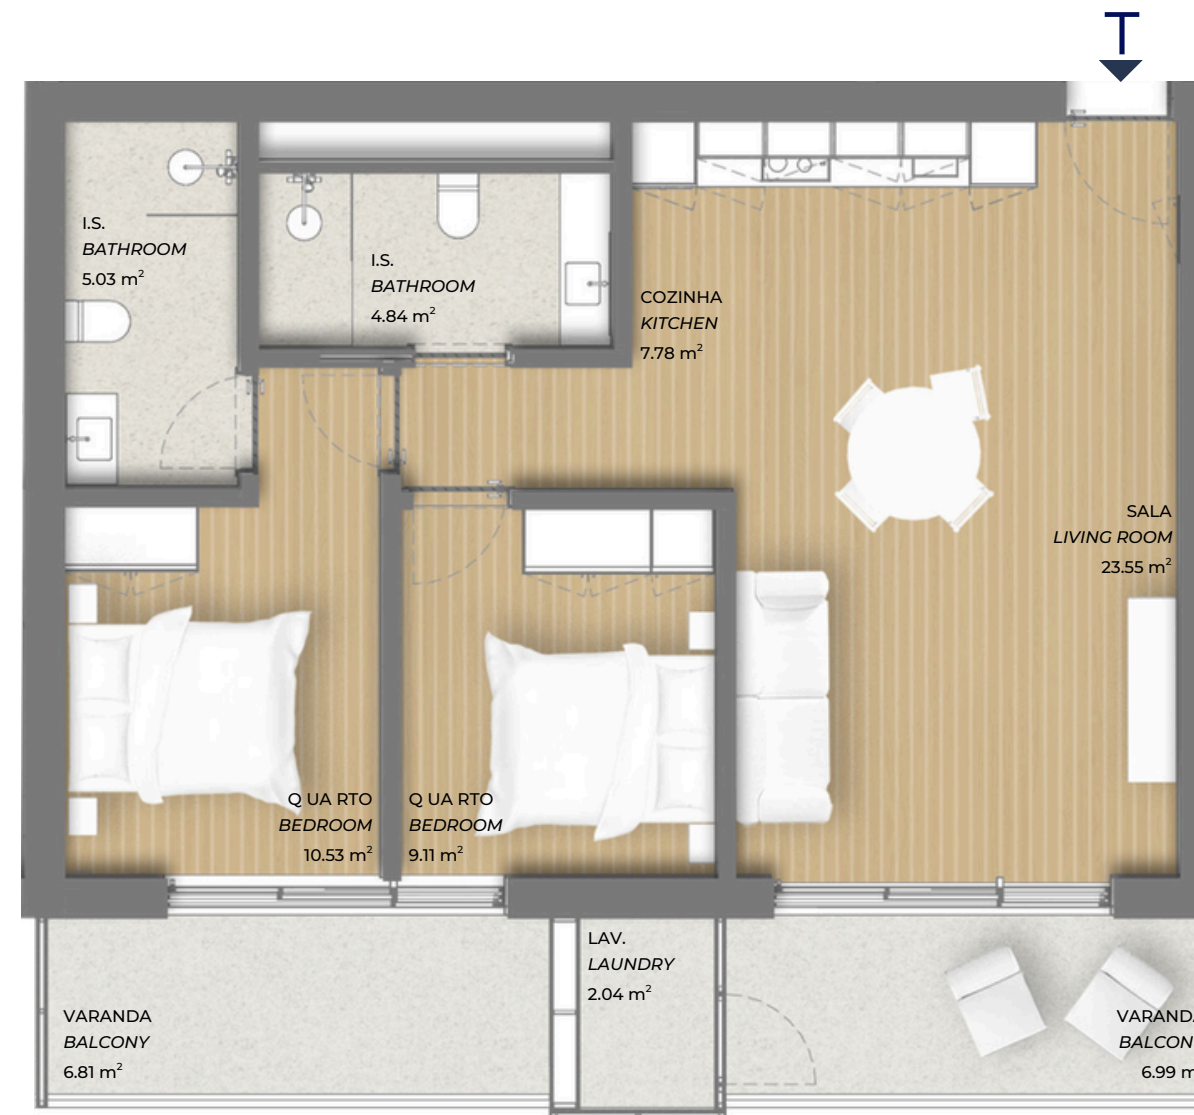 T
I.S.
BATHROOM
5.03 m²
I.S.
BATHROOM
4.84 m²
COZINHA
KITCHEN
7.78 m²
SALA
LIVING ROOM
23.55 m²
Q UA RTO
BEDROOM
10.53 m²
Q UA RTO
BEDROOM
9.11 m²
LAV.
LAUNDRY
2.04 m²
VARANDA
BALCONY
6.81 m²
VARANDA
BALCON
6.99 m